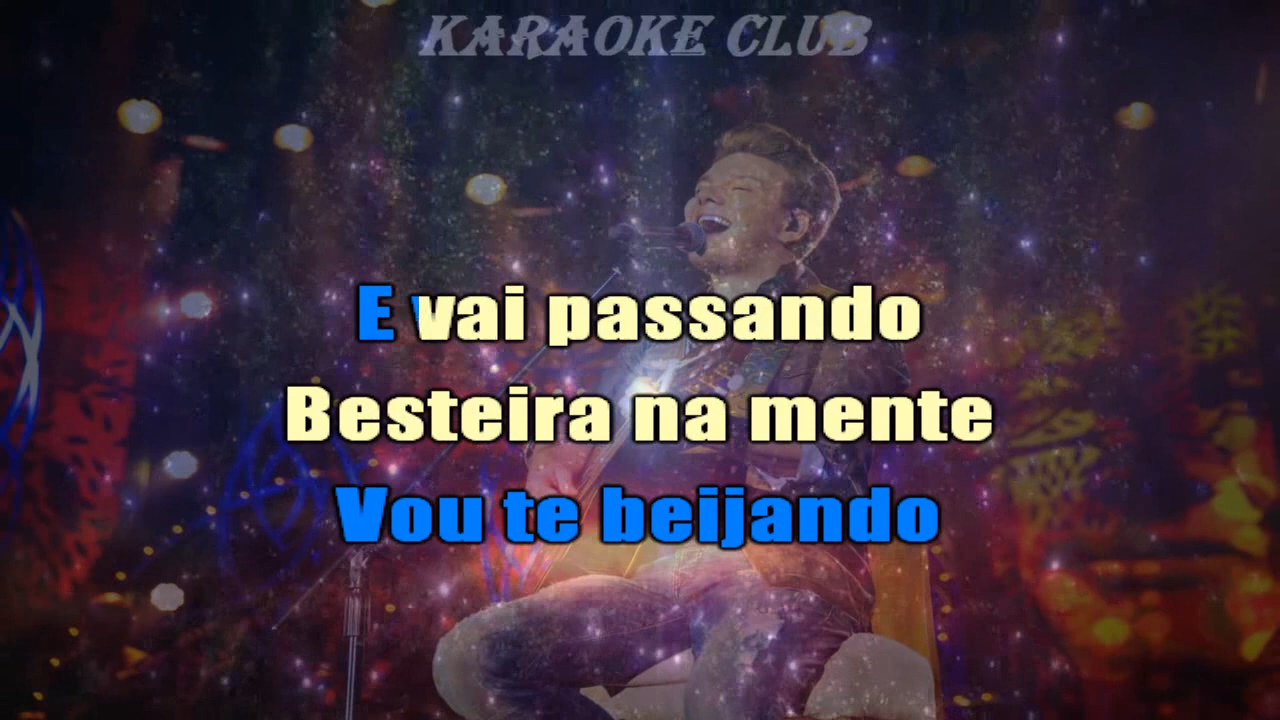 KARAOKE CLUB
E vai passando
Besteira na mente
Vou te beijando